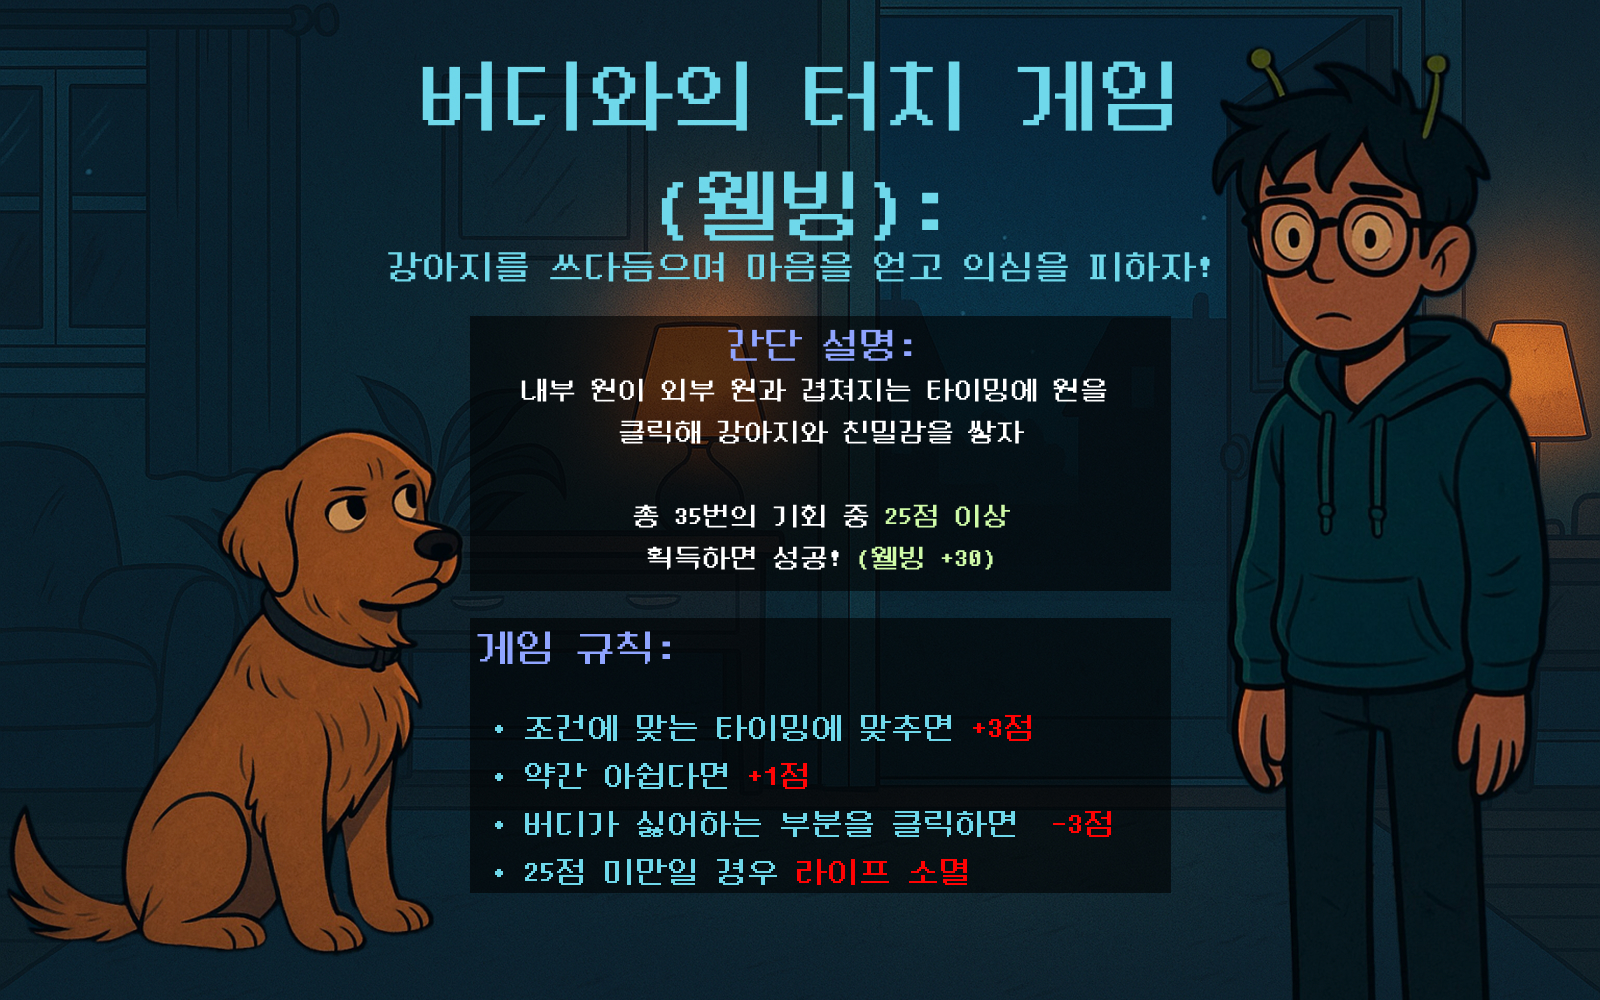 버디와의 터치 게임
(웰빙):
강아지를 쓰다듬으며 마음을 얻고 의심을 피하자!
간단 설명:
내부 원이 외부 원과 겹쳐지는 타이밍에 원을
클릭해 강아지와 친밀감을 쌓자
총 35번의 기회 중 25점 이상
획득하면 성공! (웰빙 +30)
게임 규칙:
• 조건에 맞는 타이밍에 맞추면 +3점
• 약간 아쉽다면 +1점
• 버디가 싫어하는 부분을 클릭하면 -3점
• 25점 미만일 경우 라이프 소멸